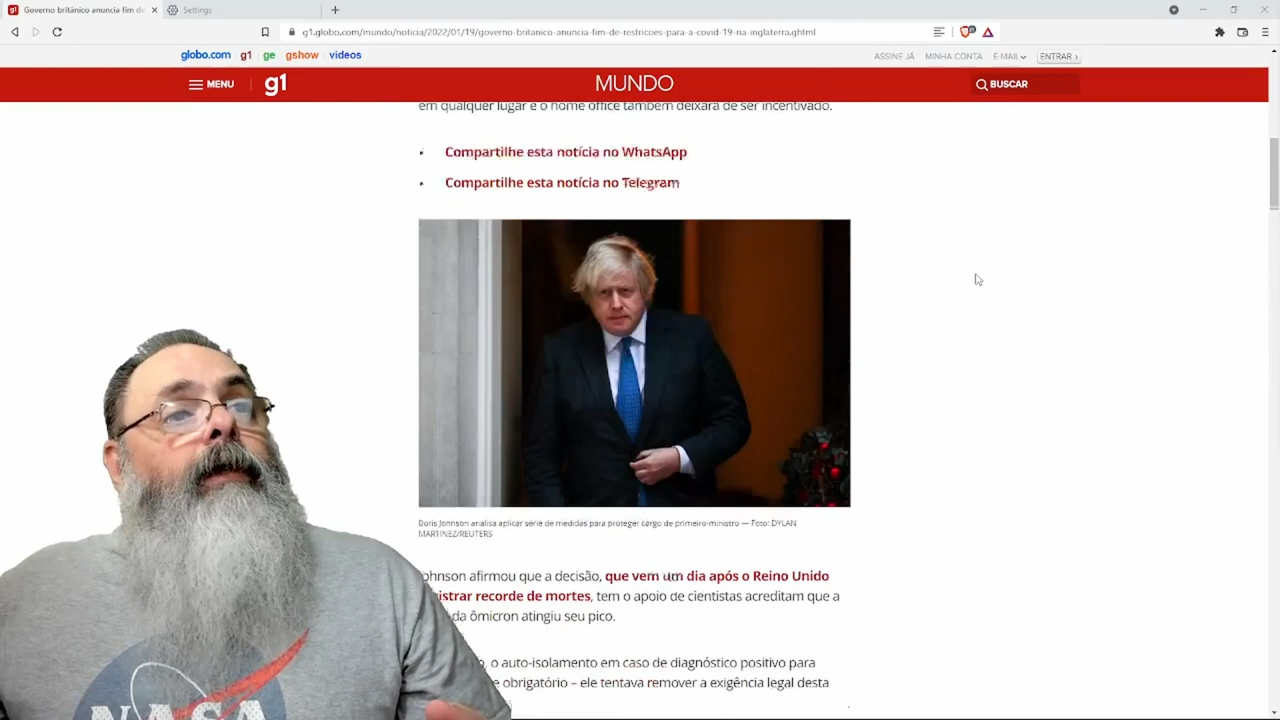 Governo britânico anuncia fim de
Settings
g1.globo.com/mundo/noticia/2022/01/19/governo-britanico-anuncia-fim-de-restricoes-para-a-covid-19-na-inglaterra.ghtml
globo.com g1 ge gshow videos
ASSINE JÁ MINHA CONTA E-MAIL ENTRAR
MENU g1 MUNDO BUSCAR
em qualquer lugar e o home office também deixará de ser incentivado.
Compartilhe esta notícia no WhatsApp
Compartilhe esta notícia no Telegram
Boris Johnson analisa aplicar série de medidas para proteger cargo de primeiro-ministro — Foto: DYLAN
MARTINEZ/REUTERS
ohnson afirmou que a decisão, que vem um dia após o Reino Unido
istrar recorde de mortes, tem o apoio de cientistas acreditam que a
da ômicron atingiu seu pico.
o, o auto-isolamento em caso de diagnóstico positivo para
e obrigatório – ele tentava remover a exigência legal desta
NASA